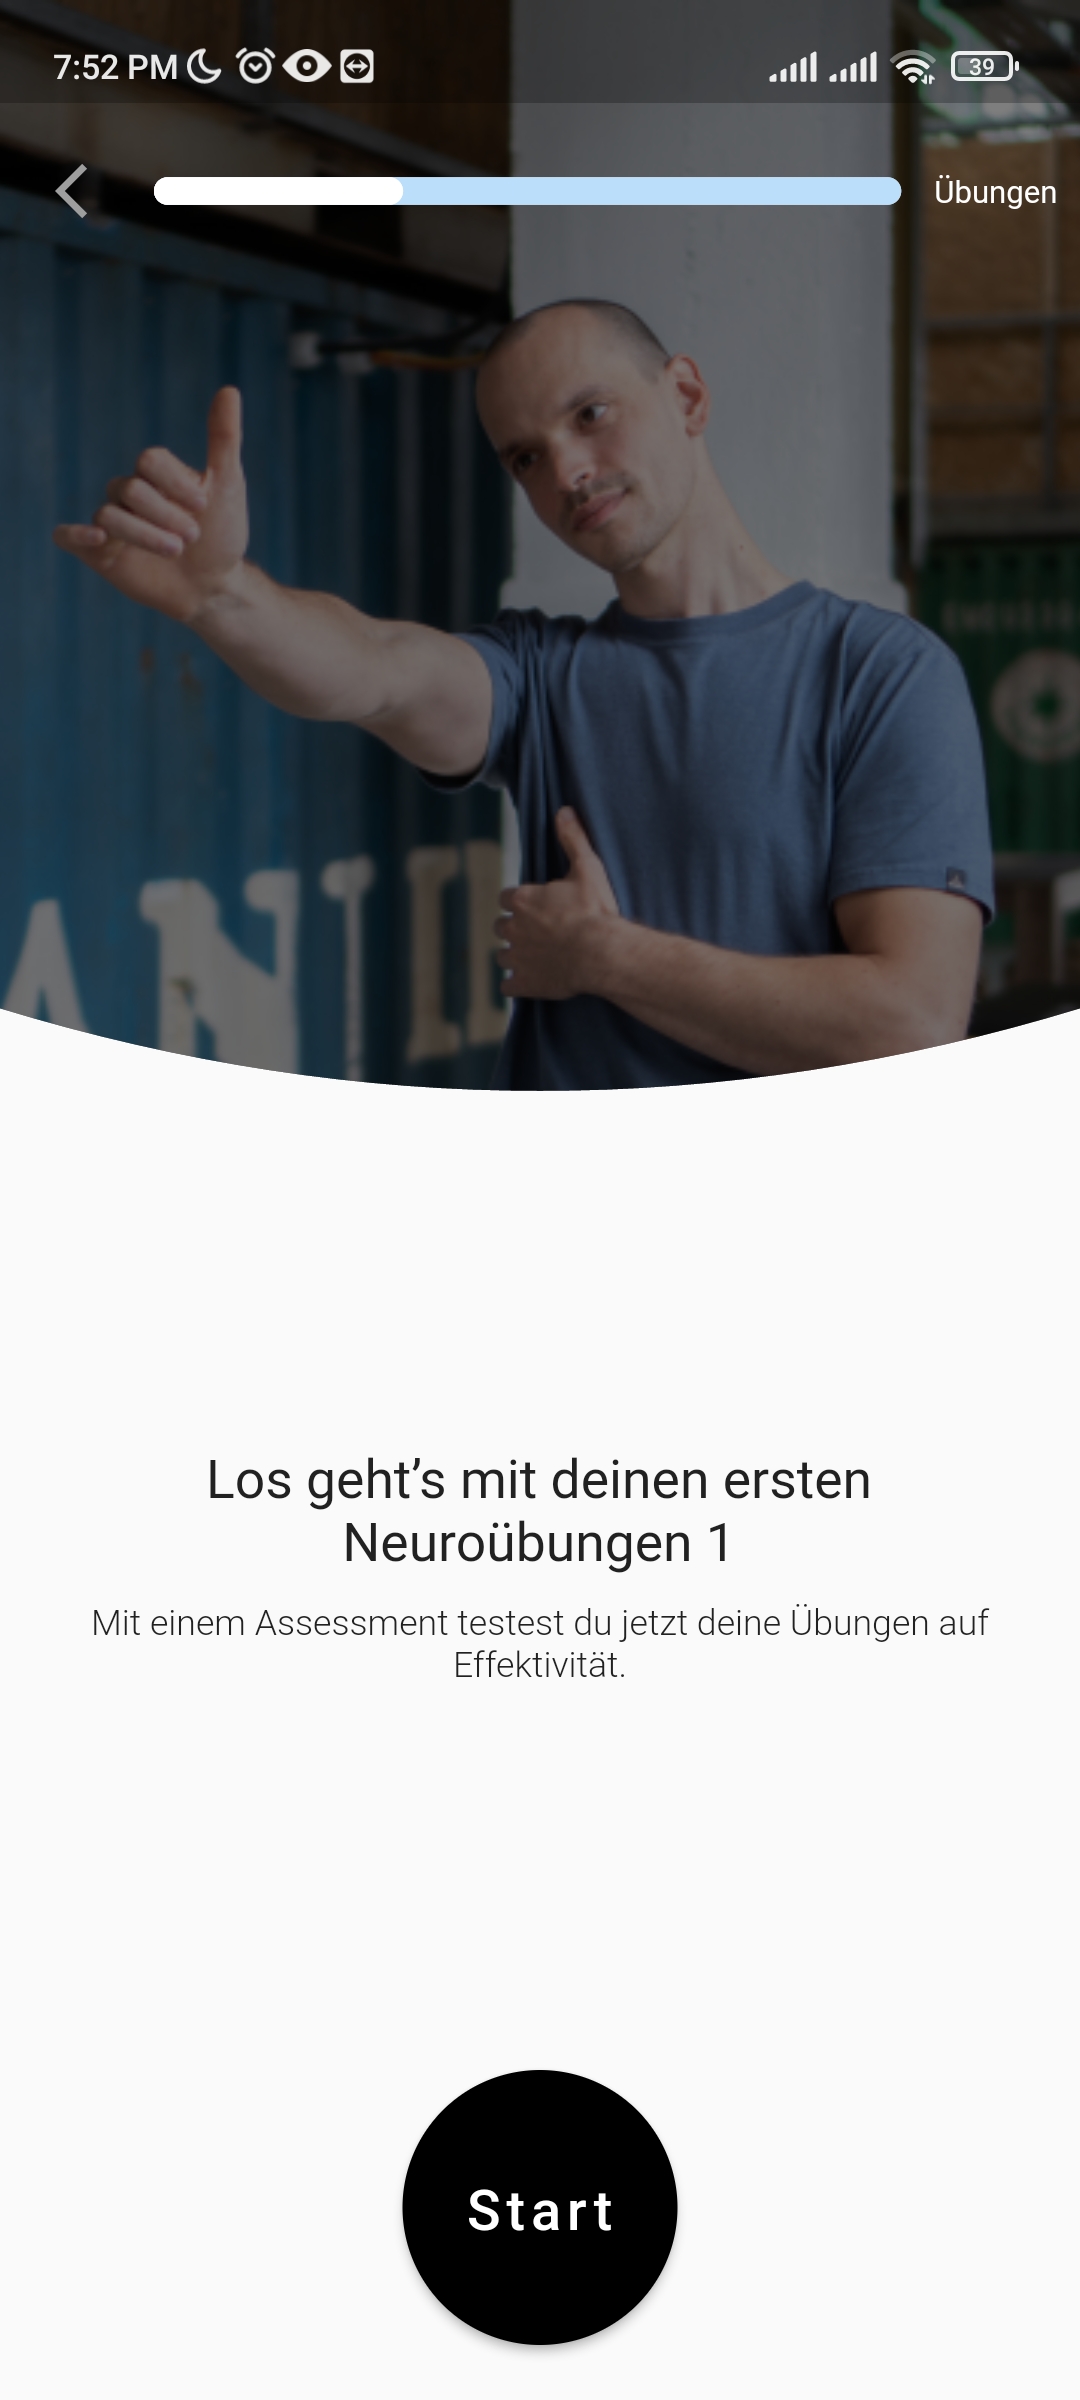 7:52 PM
39
Übungen
ANID
Los geht's mit deinen ersten
Neuroübungen 1
Mit einem Assessment testest du jetzt deine Übungen auf
Effektivität.
Start